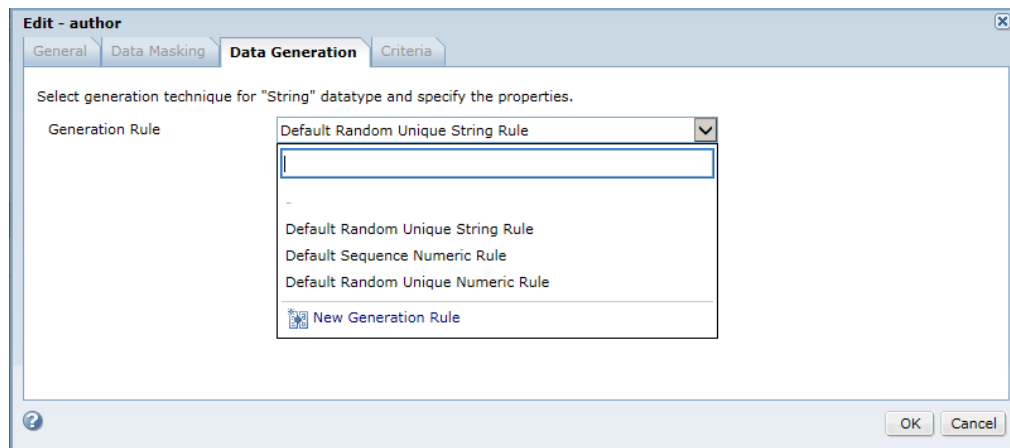 Edit - author
General Data Masking Data Generation Criteria
Select generation technique for "String" datatype and specify the properties.
Generation Rule Default Random Unique String Rule
-
Default Random Unique String Rule
Default Sequence Numeric Rule
Default Random Unique Numeric Rule
New Generation Rule
? OK Cancel